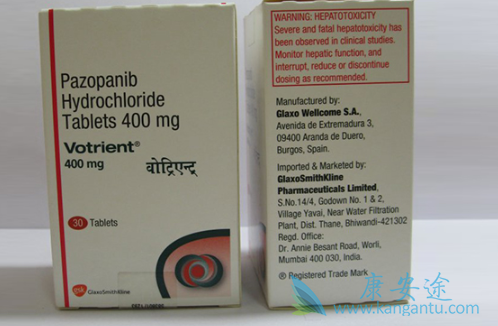 Pazopanib
Hydrochloride
Tablets 400 mg
Votrient®
400 mg
वोट्रिएन्ट
30 Tablets
gsk GlaxoSmithKline
WARNING: HEPATOTOXICITY
Severe and fatal hepatotoxicity has
been observed in clinical studies.
Monitor hepatic function, and
interrupt, reduce or discontinue
dosing as recommended.
Manufactured by:
Glaxo Wellcome S.A.,
Avenida de Extremadura 3,
09400 Aranda de Duero,
Burgos, Spain.
Imported & Marketed by:
GlaxoSmithKline
Pharmaceuticals Limited,
S.No.14/4, Godown No. 1 & 2,
Village Yavai, Near Water Filtration
Plant, Dist. Thane, Bhiwandi-421302
Regd. Office:
Dr. Annie Besant Road, Worli,
Mumbai 400 030, India.
® Registered Trade Mark
康安途
www.kangantu.com